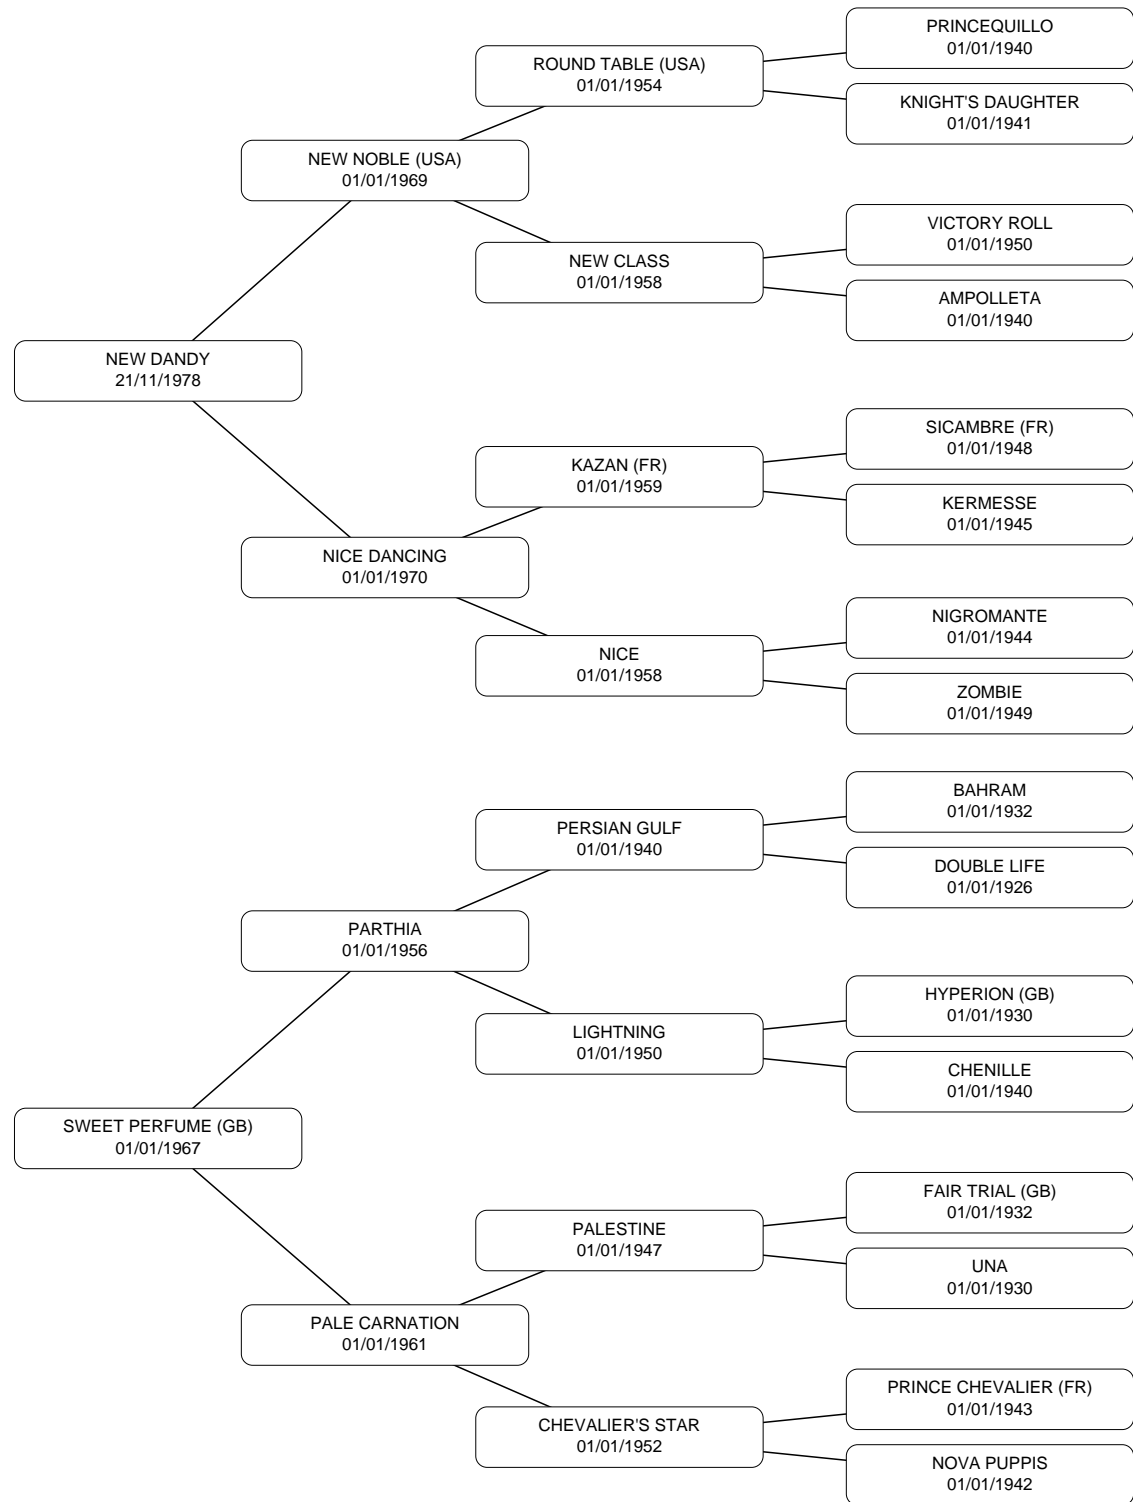 PRINCEQUILLO
01/01/1940
ROUND TABLE (USA)
01/01/1954
KNIGHT'S DAUGHTER
01/01/1941
NEW NOBLE (USA)
01/01/1969
VICTORY ROLL
01/01/1950
NEW CLASS
01/01/1958
AMPOLLETA
01/01/1940
NEW DANDY
21/11/1978
SICAMBRE (FR)
01/01/1948
KAZAN (FR)
01/01/1959
KERMESSE
01/01/1945
NICE DANCING
01/01/1970
NIGROMANTE
01/01/1944
NICE
01/01/1958
ZOMBIE
01/01/1949
BAHRAM
01/01/1932
PERSIAN GULF
01/01/1940
DOUBLE LIFE
01/01/1926
PARTHIA
01/01/1956
HYPERION (GB)
01/01/1930
LIGHTNING
01/01/1950
CHENILLE
01/01/1940
SWEET PERFUME (GB)
01/01/1967
FAIR TRIAL (GB)
01/01/1932
PALESTINE
01/01/1947
UNA
01/01/1930
PALE CARNATION
01/01/1961
PRINCE CHEVALIER (FR)
01/01/1943
CHEVALIER'S STAR
01/01/1952
NOVA PUPPIS
01/01/1942